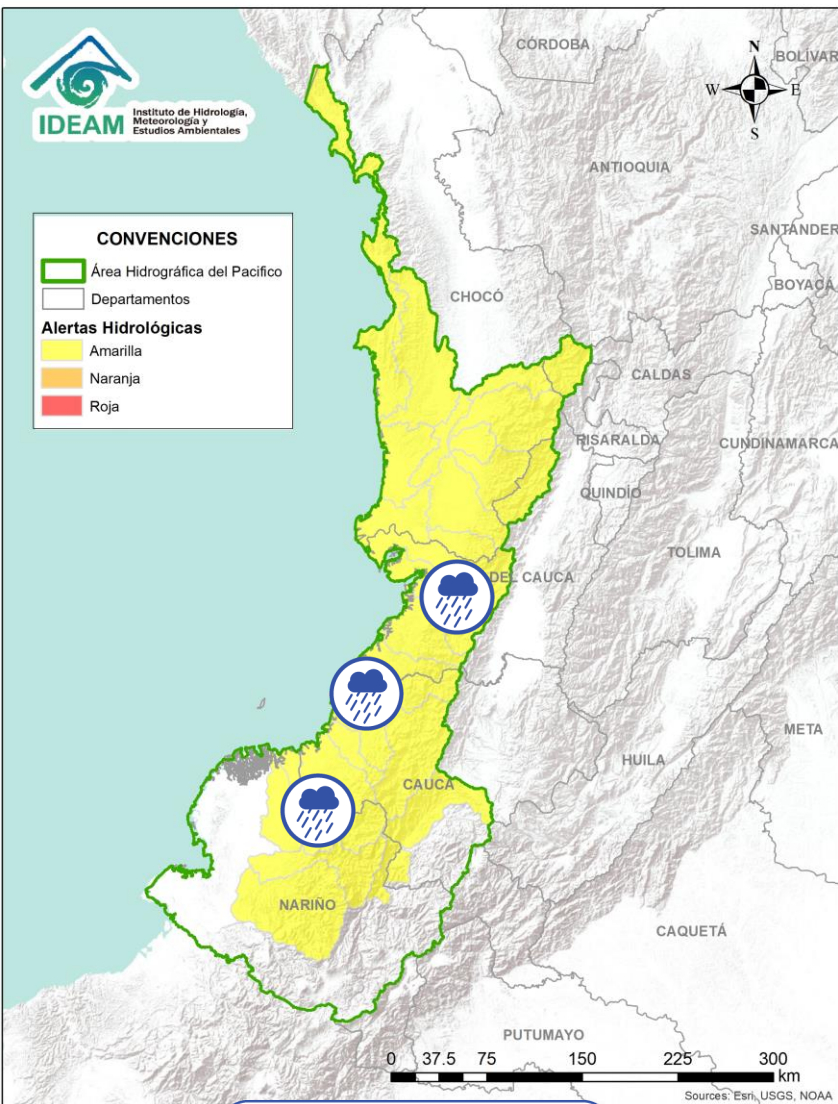 IDEAM
Instituto de Hidrología,
Meteorología y
Estudios Ambientales
N
W
E
S
CONVENCIONES
Área Hidrográfica del Pacifico
Departamentos
Alertas Hidrológicas
Amarilla
Naranja
Roja
CÓRDOBA
BOLÍVAR
ANTIOQUIA
SANTANDER
BOYACÁ
CHOCÓ
CALDAS
RISARALDA
CUNDINAMARCA
QUINDÍO
TOLIMA
DEL CAUCA
META
HUILA
CAUCA
NARIÑO
CAQUETÁ
PUTUMAYO
0 37.5 75 150 225 300
km
Sources: Esri, USGS, NOAA